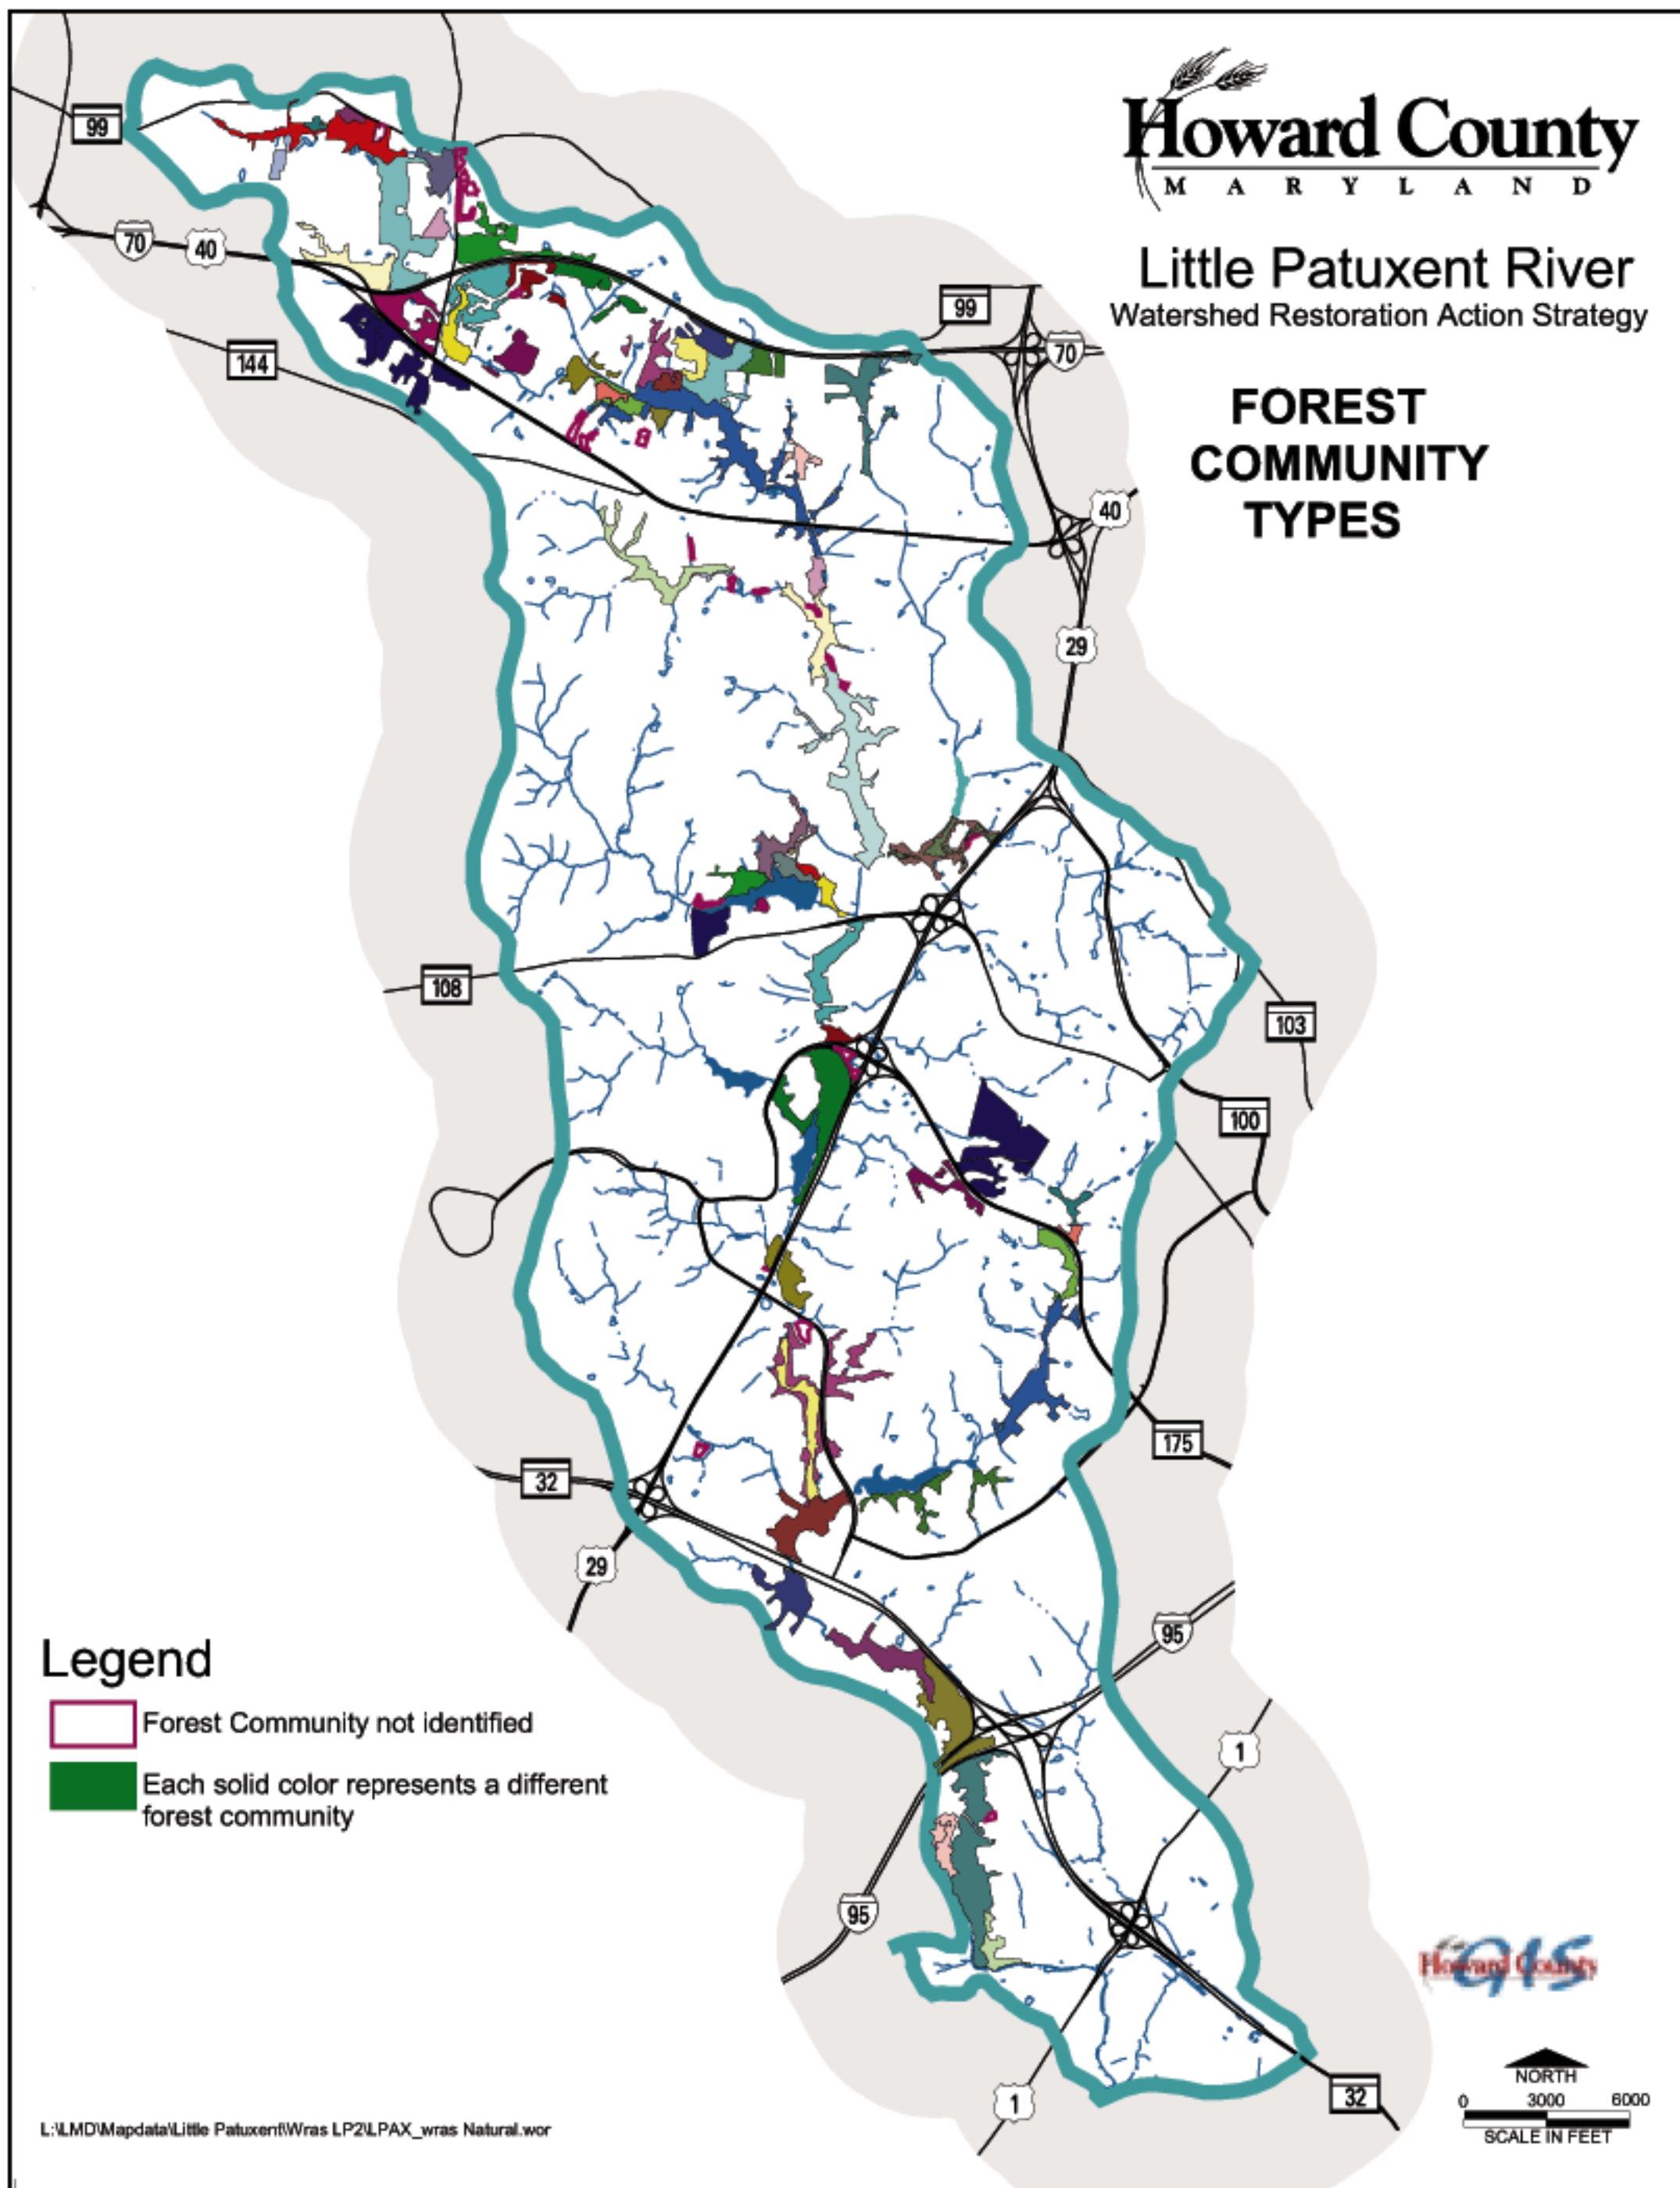 Howard County
MARYLAND
Little Patuxent River
Watershed Restoration Action Strategy
FOREST
COMMUNITY
TYPES
99
70
40
144
99
70
40
29
108
103
100
175
32
29
95
1
95
1
32
Legend
Forest Community not identified
Each solid color represents a different
forest community
Howard County
GIS
NORTH
0 3000 6000
SCALE IN FEET
L:\LMD\Mapdata\Little Patuxent\Wras LP2\LPAX_wras Natural.wor